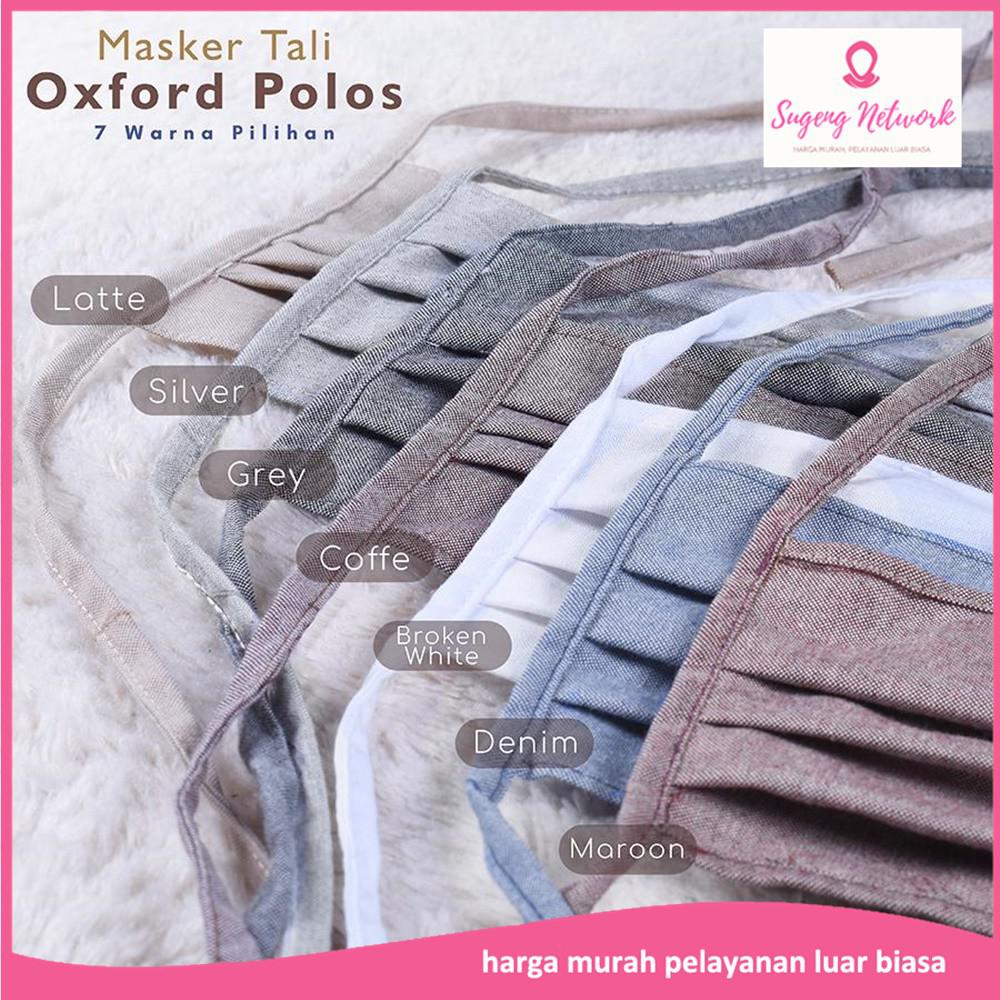 Masker Tali
Oxford Polos
7 Warna Pilihan
Sugeng Network
HARGA MURAH, PELAYANAN LUAR BIASA
Latte
Silver
Grey
Coffe
Broken
White
Denim
Maroon
harga murah pelayanan luar biasa